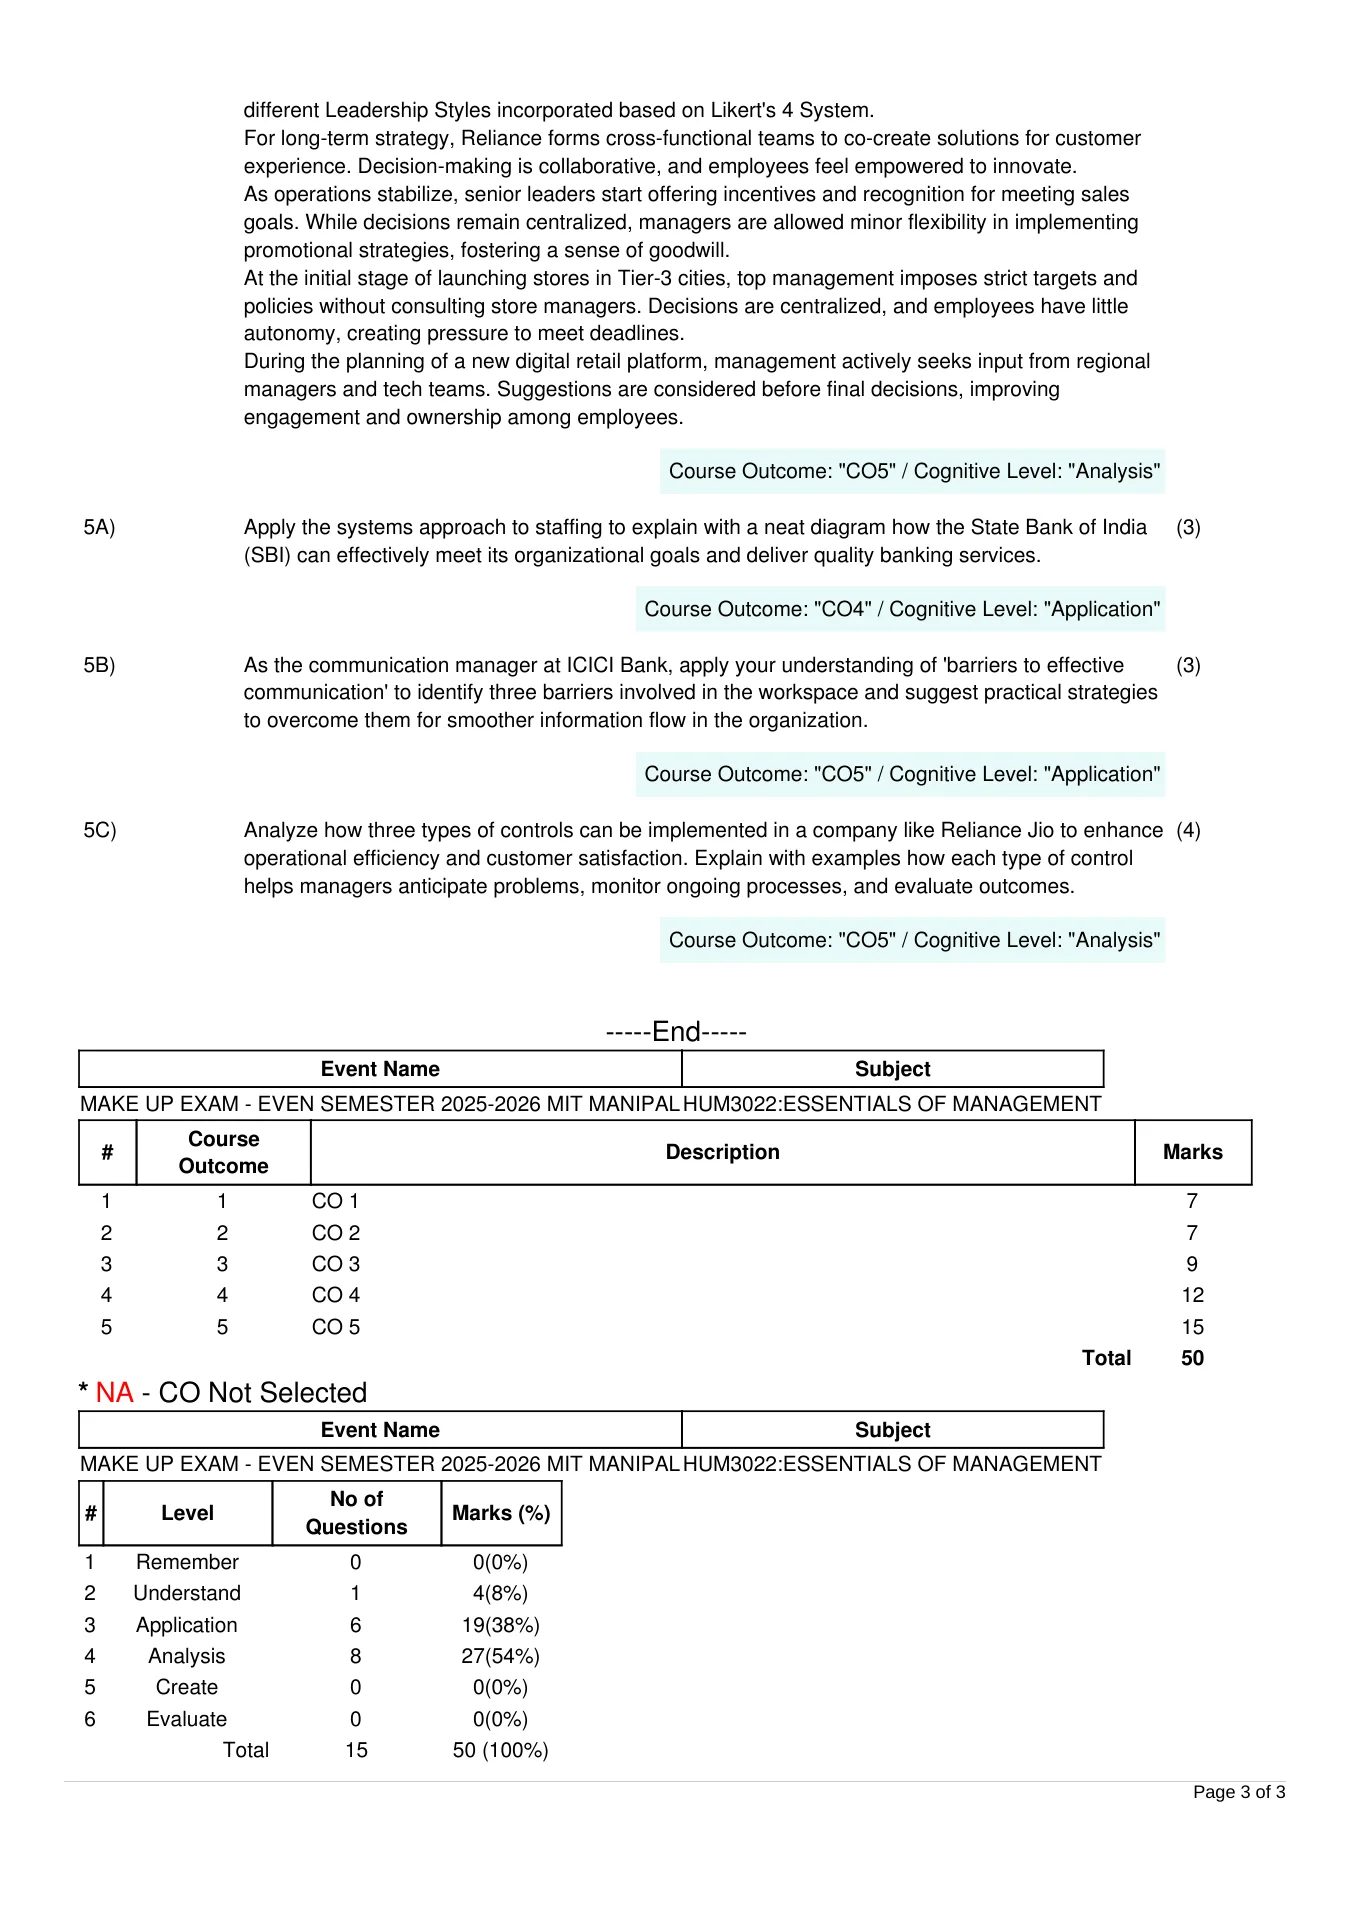 different Leadership Styles incorporated based on Likert's 4 System.
For long-term strategy, Reliance forms cross-functional teams to co-create solutions for customer
experience. Decision-making is collaborative, and employees feel empowered to innovate.
As operations stabilize, senior leaders start offering incentives and recognition for meeting sales
goals. While decisions remain centralized, managers are allowed minor flexibility in implementing
promotional strategies, fostering a sense of goodwill.
At the initial stage of launching stores in Tier-3 cities, top management imposes strict targets and
policies without consulting store managers. Decisions are centralized, and employees have little
autonomy, creating pressure to meet deadlines.
During the planning of a new digital retail platform, management actively seeks input from regional
managers and tech teams. Suggestions are considered before final decisions, improving
engagement and ownership among employees.
Course Outcome: "CO5" / Cognitive Level: "Analysis"
5A) Apply the systems approach to staffing to explain with a neat diagram how the State Bank of India (3)
(SBI) can effectively meet its organizational goals and deliver quality banking services.
Course Outcome: "CO4" / Cognitive Level: "Application"
5B) As the communication manager at ICICI Bank, apply your understanding of 'barriers to effective (3)
communication' to identify three barriers involved in the workspace and suggest practical strategies
to overcome them for smoother information flow in the organization.
Course Outcome: "CO5" / Cognitive Level: "Application"
5C) Analyze how three types of controls can be implemented in a company like Reliance Jio to enhance (4)
operational efficiency and customer satisfaction. Explain with examples how each type of control
helps managers anticipate problems, monitor ongoing processes, and evaluate outcomes.
Course Outcome: "CO5" / Cognitive Level: "Analysis"
-----End-----
Event Name Subject
MAKE UP EXAM - EVEN SEMESTER 2025-2026 MIT MANIPAL HUM3022:ESSENTIALS OF MANAGEMENT
# Course Outcome Description Marks
1 1 CO 1 7
2 2 CO 2 7
3 3 CO 3 9
4 4 CO 4 12
5 5 CO 5 15
Total 50
* NA - CO Not Selected
Event Name Subject
MAKE UP EXAM - EVEN SEMESTER 2025-2026 MIT MANIPAL HUM3022:ESSENTIALS OF MANAGEMENT
# Level No of Questions Marks (%)
1 Remember 0 0(0%)
2 Understand 1 4(8%)
3 Application 6 19(38%)
4 Analysis 8 27(54%)
5 Create 0 0(0%)
6 Evaluate 0 0(0%)
Total 15 50 (100%)
Page 3 of 3